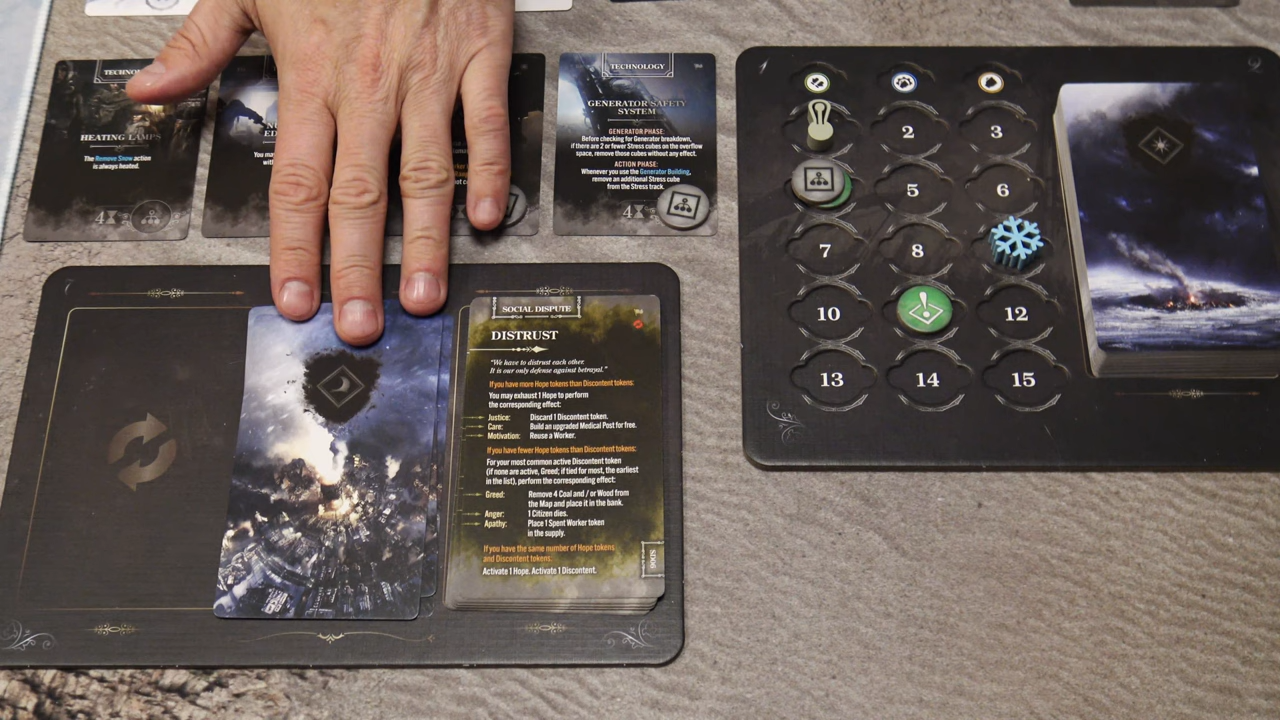 TECHNOLOGY
HEATING LAMPS
The Remove Snow action
is always heated.
4
TECHNOLOGY
GENERATOR SAFETY
SYSTEM
GENERATOR PHASE:
Before checking for Generator breakdown,
if there are 2 or fewer Stress cubes on the overflow
space, remove those cubes without any effect.
ACTION PHASE:
Whenever you use the Generator Building,
remove an additional Stress cube
from the Stress track.
4
2
3
5
6
7
8
10
12
13
14
15
SOCIAL DISPUTE
DISTRUST
"We have to distrust each other.
It is our only defense against betrayal."
If you have more Hope tokens than Discontent tokens:
You may exhaust 1 Hope to perform
the corresponding effect:
Justice: Discard 1 Discontent token.
Care: Build an upgraded Medical Post for free.
Motivation: Reuse a Worker.
If you have fewer Hope tokens than Discontent tokens:
For your most common active Discontent token
(if none are active, Greed; if tied for most, the earliest
in the list), perform the corresponding effect:
Greed: Remove 4 Coal and / or Wood from
the Map and place it in the bank.
Anger: 1 Citizen dies.
Apathy: Place 1 Spent Worker token
in the supply.
If you have the same number of Hope tokens
and Discontent tokens:
Activate 1 Hope. Activate 1 Discontent.
SD06